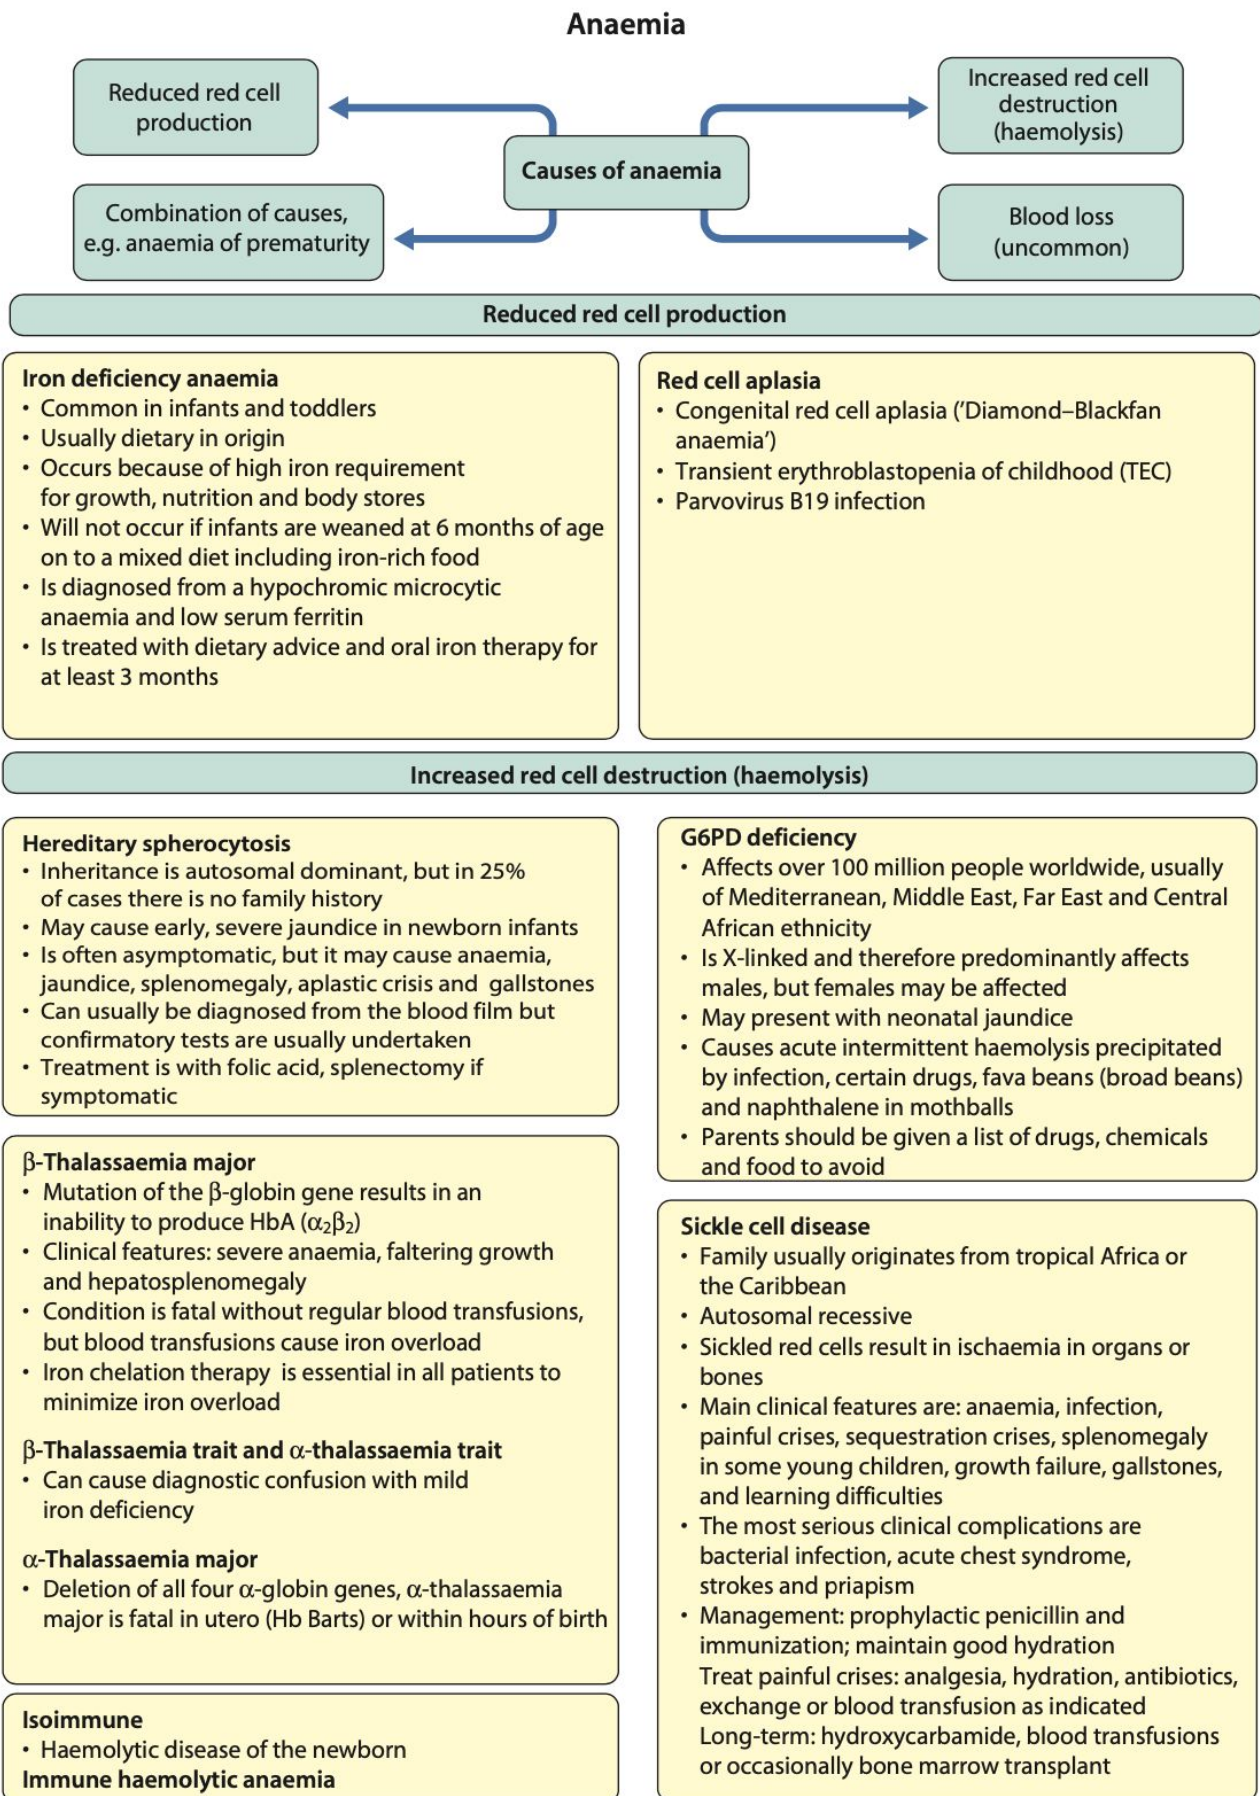 Anaemia
Reduced red cell
production
Increased red cell
destruction
(haemolysis)
Causes of anaemia
Combination of causes,
e.g. anaemia of prematurity
Blood loss
(uncommon)
Reduced red cell production
Iron deficiency anaemia
• Common in infants and toddlers
• Usually dietary in origin
• Occurs because of high iron requirement
for growth, nutrition and body stores
• Will not occur if infants are weaned at 6 months of age
on to a mixed diet including iron-rich food
• Is diagnosed from a hypochromic microcytic
anaemia and low serum ferritin
• Is treated with dietary advice and oral iron therapy for
at least 3 months
Red cell aplasia
• Congenital red cell aplasia ('Diamond–Blackfan
anaemia')
• Transient erythroblastopenia of childhood (TEC)
• Parvovirus B19 infection
Increased red cell destruction (haemolysis)
Hereditary spherocytosis
• Inheritance is autosomal dominant, but in 25%
of cases there is no family history
• May cause early, severe jaundice in newborn infants
• Is often asymptomatic, but it may cause anaemia,
jaundice, splenomegaly, aplastic crisis and gallstones
• Can usually be diagnosed from the blood film but
confirmatory tests are usually undertaken
• Treatment is with folic acid, splenectomy if
symptomatic
β-Thalassaemia major
• Mutation of the β-globin gene results in an
inability to produce HbA (α₂β₂)
• Clinical features: severe anaemia, faltering growth
and hepatosplenomegaly
• Condition is fatal without regular blood transfusions,
but blood transfusions cause iron overload
• Iron chelation therapy is essential in all patients to
minimize iron overload
β-Thalassaemia trait and α-thalassaemia trait
• Can cause diagnostic confusion with mild
iron deficiency
α-Thalassaemia major
• Deletion of all four α-globin genes, α-thalassaemia
major is fatal in utero (Hb Barts) or within hours of birth
Isoimmune
• Haemolytic disease of the newborn
Immune haemolytic anaemia
G6PD deficiency
• Affects over 100 million people worldwide, usually
of Mediterranean, Middle East, Far East and Central
African ethnicity
• Is X-linked and therefore predominantly affects
males, but females may be affected
• May present with neonatal jaundice
• Causes acute intermittent haemolysis precipitated
by infection, certain drugs, fava beans (broad beans)
and naphthalene in mothballs
• Parents should be given a list of drugs, chemicals
and food to avoid
Sickle cell disease
• Family usually originates from tropical Africa or
the Caribbean
• Autosomal recessive
• Sickled red cells result in ischaemia in organs or
bones
• Main clinical features are: anaemia, infection,
painful crises, sequestration crises, splenomegaly
in some young children, growth failure, gallstones,
and learning difficulties
• The most serious clinical complications are
bacterial infection, acute chest syndrome,
strokes and priapism
• Management: prophylactic penicillin and
immunization; maintain good hydration
Treat painful crises: analgesia, hydration, antibiotics,
exchange or blood transfusion as indicated
Long-term: hydroxycarbamide, blood transfusions
or occasionally bone marrow transplant